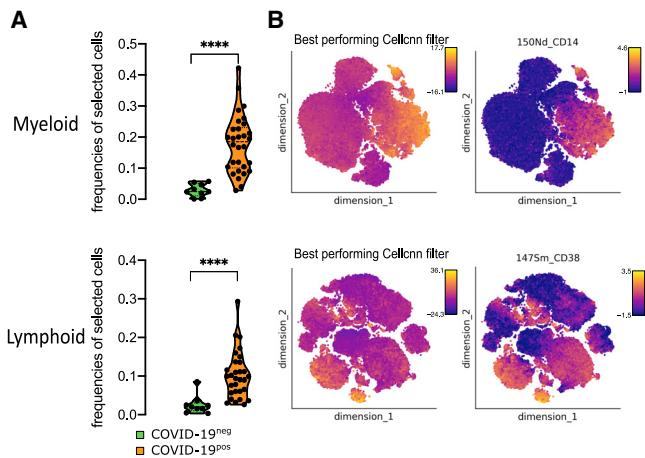 A
B
Myeloid
frequencies of selected cells
0.5
0.4
0.3
0.2
0.1
0.0
****
Best performing Cellcnn filter
17.7
−16.1
dimension_2
dimension_1
150Nd_CD14
4.6
−1
dimension_2
dimension_1
Lymphoid
frequencies of selected cells
0.4
0.3
0.2
0.1
0.0
****
COVID-19neg
COVID-19pos
Best performing Cellcnn filter
36.1
−24.3
dimension_2
dimension_1
147Sm_CD38
3.5
−1.5
dimension_2
dimension_1